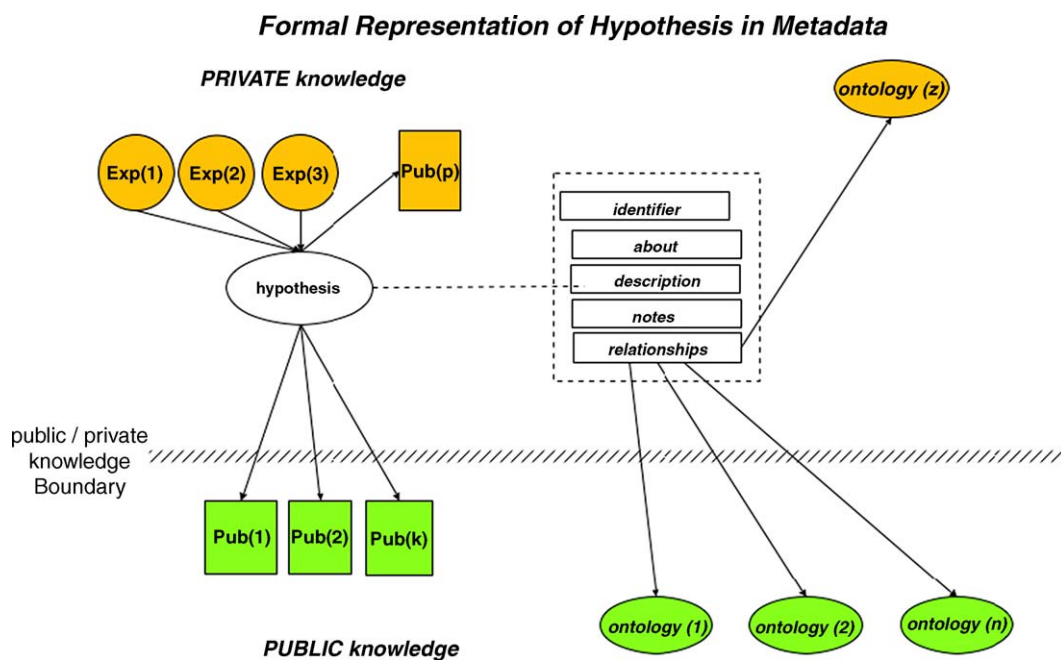 Formal Representation of Hypothesis in Metadata
PRIVATE knowledge
ontology (z)
Exp(1)
Exp(2)
Exp(3)
Pub(p)
identifier
about
description
notes
relationships
hypothesis
public / private
knowledge
Boundary
Pub(1)
Pub(2)
Pub(k)
ontology (1)
ontology (2)
ontology (n)
PUBLIC knowledge